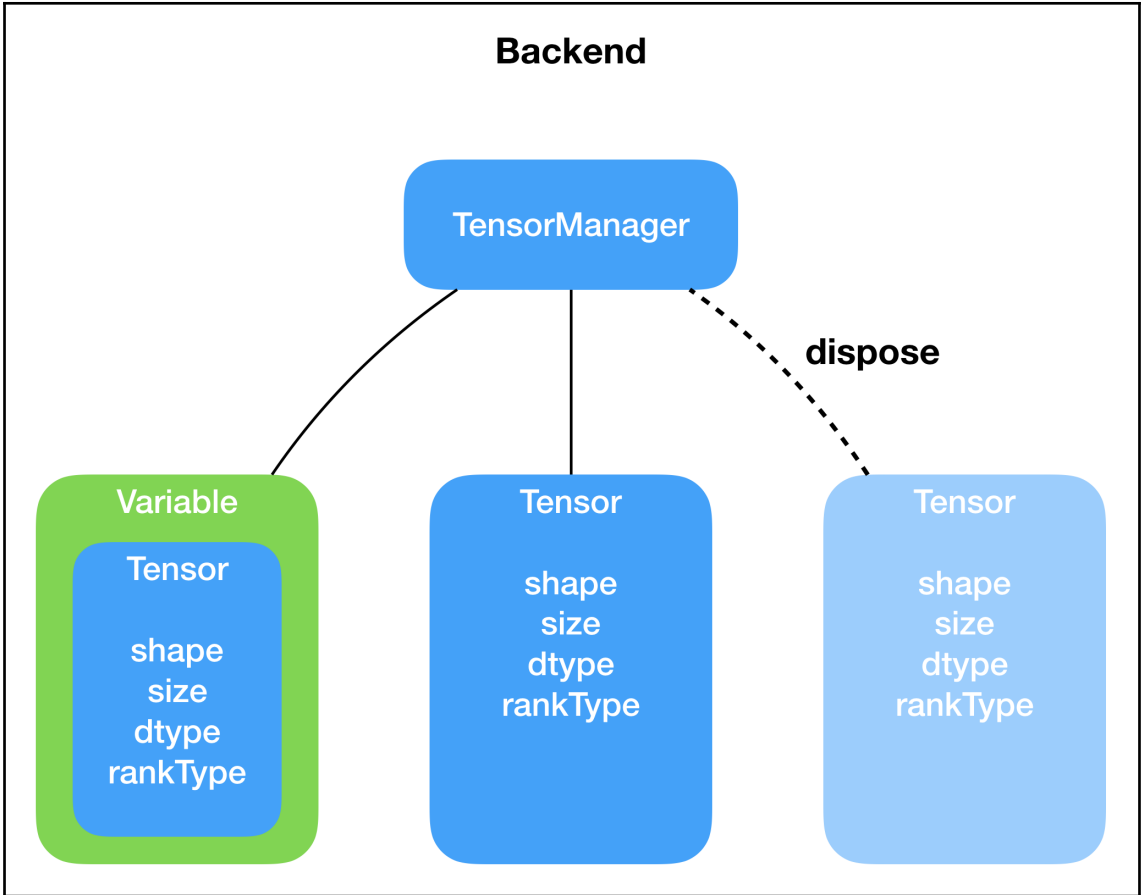 Backend
TensorManager
dispose
Variable
Tensor
shape
size
dtype
rankType
Tensor
shape
size
dtype
rankType
Tensor
shape
size
dtype
rankType